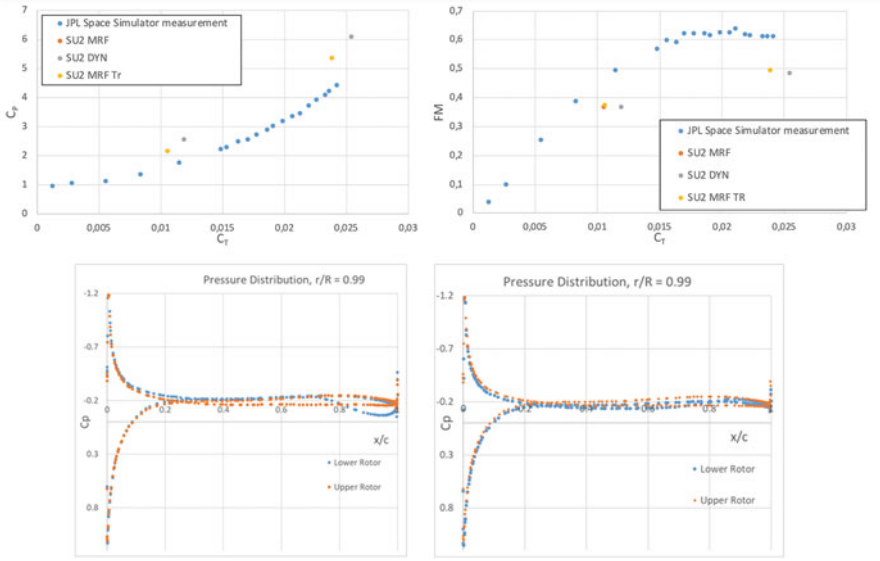 7
6
5
4
3
2
1
0
C_P
JPL Space Simulator measurement
SU2 MRF
SU2 DYN
SU2 MRF Tr
0 0,005 0,01 0,015 0,02 0,025 0,03
C_T
0,7
0,6
0,5
0,4
0,3
0,2
0,1
0
FM
JPL Space Simulator measurement
SU2 MRF
SU2 DYN
SU2 MRF TR
0 0,005 0,01 0,015 0,02 0,025 0,03
C_T
Pressure Distribution, r/R = 0.99
-1.2
-0.7
-0.2
0.3
0.8
Cp
0 0.2 0.4 0.6 0.8
x/c
Lower Rotor
Upper Rotor
Pressure Distribution, r/R = 0.99
-1.2
-0.7
-0.2
0.3
0.8
Cp
0 0.2 0.4 0.6 0.8
x/c
Lower Rotor
Upper Rotor